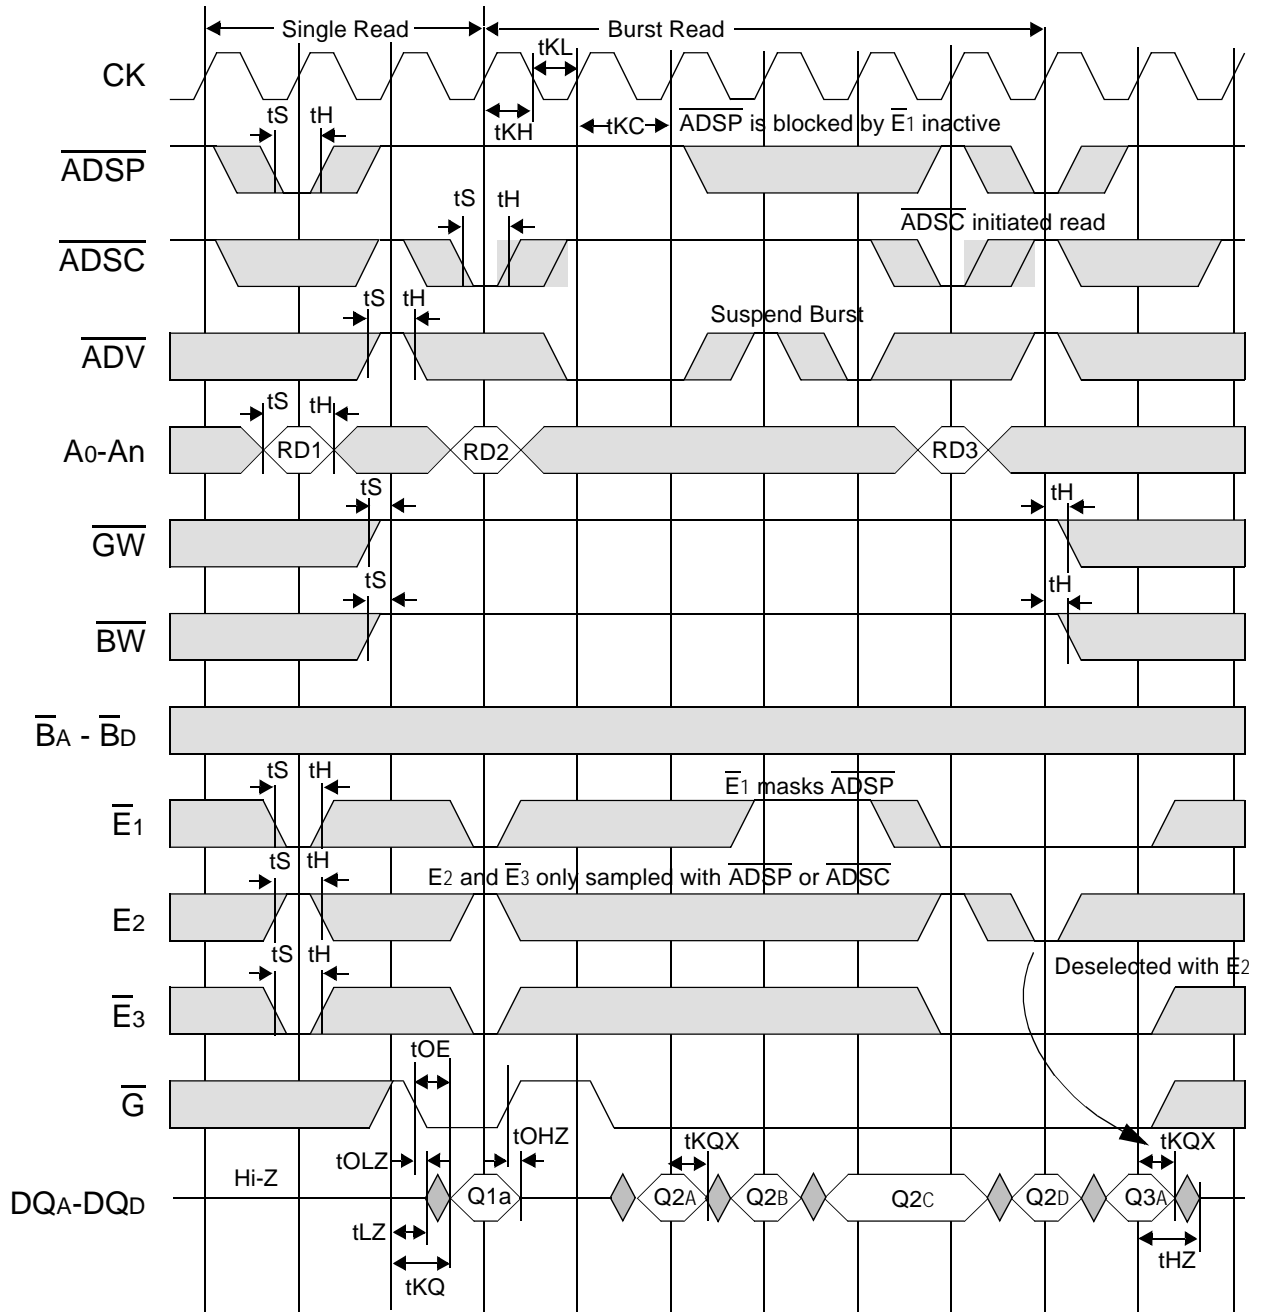 Single Read
Burst Read
tKL
CK
tS
tH
tKH
tKC
ADSP is blocked by E1 inactive
ADSP
tS
tH
ADSC initiated read
ADSC
tS
tH
Suspend Burst
ADV
tS
tH
A0-An
RD1
RD2
RD3
tS
tH
GW
tS
tH
BW
BA - BD
tS
tH
E1 masks ADSP
E1
tS
tH
E2 and E3 only sampled with ADSP or ADSC
E2
tS
tH
Deselected with E2
E3
tOE
G
tOHZ
tKQX
tKQX
tOLZ
Hi-Z
DQA-DQD
Q1a
Q2A
Q2B
Q2C
Q2D
Q3A
tLZ
tHZ
tKQ